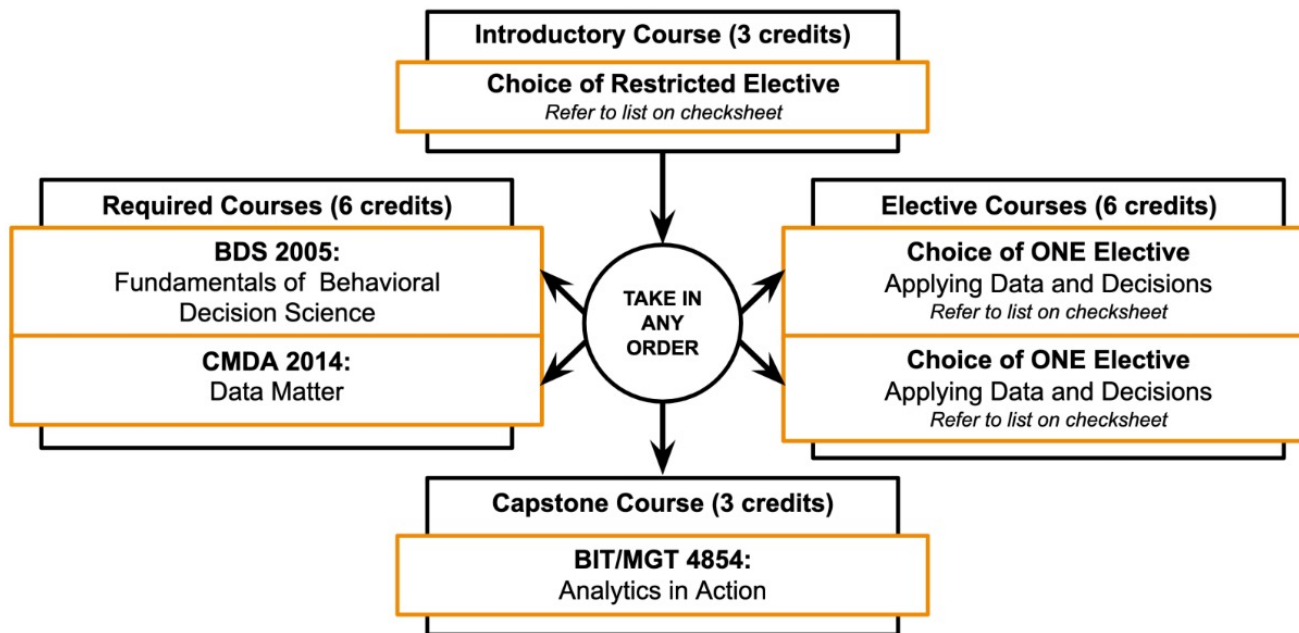 Introductory Course (3 credits)
Choice of Restricted Elective
Refer to list on checksheet
Required Courses (6 credits)
BDS 2005:
Fundamentals of Behavioral
Decision Science
CMDA 2014:
Data Matter
TAKE IN
ANY
ORDER
Elective Courses (6 credits)
Choice of ONE Elective
Applying Data and Decisions
Refer to list on checksheet
Choice of ONE Elective
Applying Data and Decisions
Refer to list on checksheet
Capstone Course (3 credits)
BIT/MGT 4854:
Analytics in Action